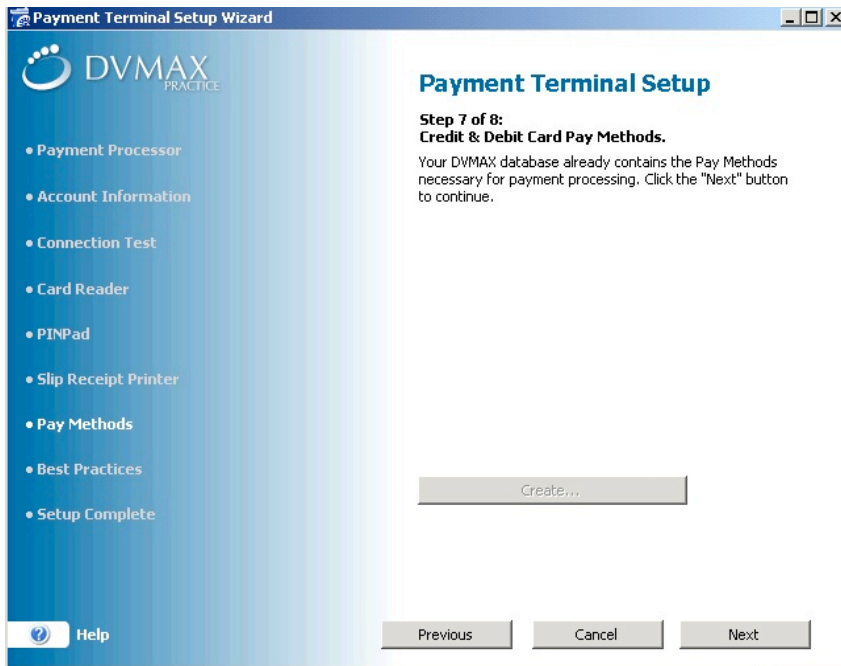 Payment Terminal Setup Wizard
DVMAX
PRACTICE
• Payment Processor
• Account Information
• Connection Test
• Card Reader
• PINPad
• Slip Receipt Printer
• Pay Methods
• Best Practices
• Setup Complete
? Help
Payment Terminal Setup
Step 7 of 8:
Credit & Debit Card Pay Methods.
Your DVMAX database already contains the Pay Methods
necessary for payment processing. Click the "Next" button
to continue.
Create...
Previous
Cancel
Next